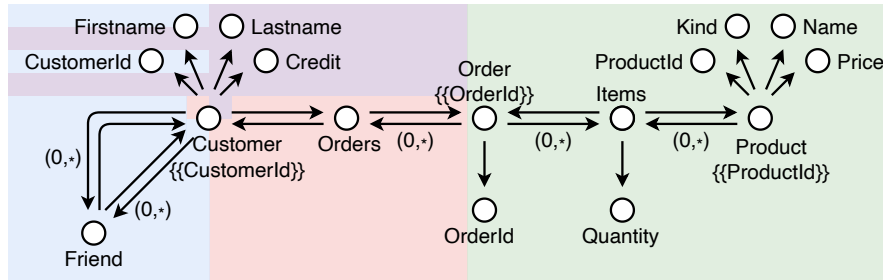 Firstname
Lastname
Kind
Name
CustomerId
Credit
ProductId
Price
Order
{{OrderId}}
Items
(0,*)
Customer
{{CustomerId}}
Orders
(0,*)
(0,*)
(0,*)
Product
{{ProductId}}
(0,*)
Friend
OrderId
Quantity